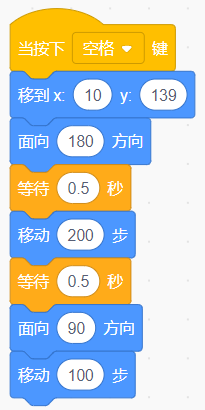 当按下 空格 键
移到 x: 10 y: 139
面向 180 方向
等待 0.5 秒
移动 200 步
等待 0.5 秒
面向 90 方向
移动 100 步